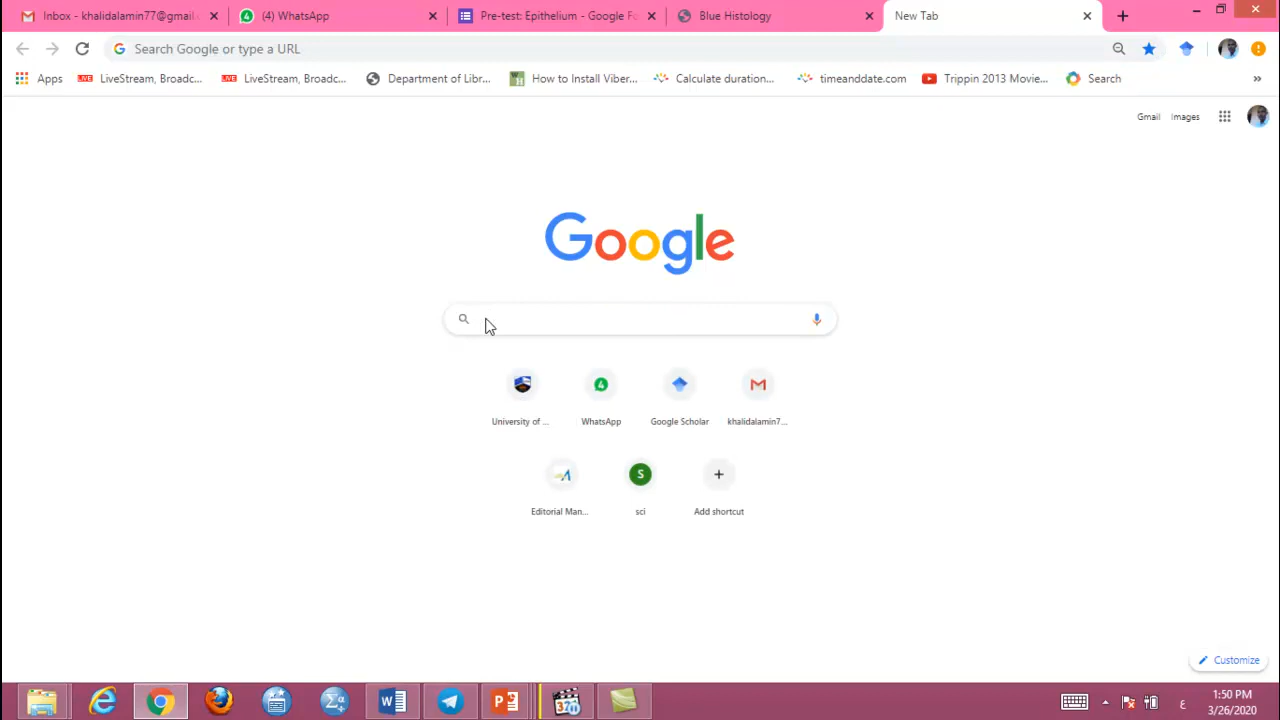 Inbox - khalidalamin77@gmail.
(4) WhatsApp
Pre-test: Epithelium - Google Fo
Blue Histology
New Tab
Search Google or type a URL
Apps
LiveStream, Broadc...
LiveStream, Broadc...
Department of Libr...
How to Install Viber...
Calculate duration...
timeanddate.com
Trippin 2013 Movie...
Search
»
Gmail
Images
Google
University of ...
WhatsApp
Google Scholar
khalidalamin7...
Editorial Man...
S
sci
Add shortcut
Customize
321
ع
1:50 PM
3/26/2020